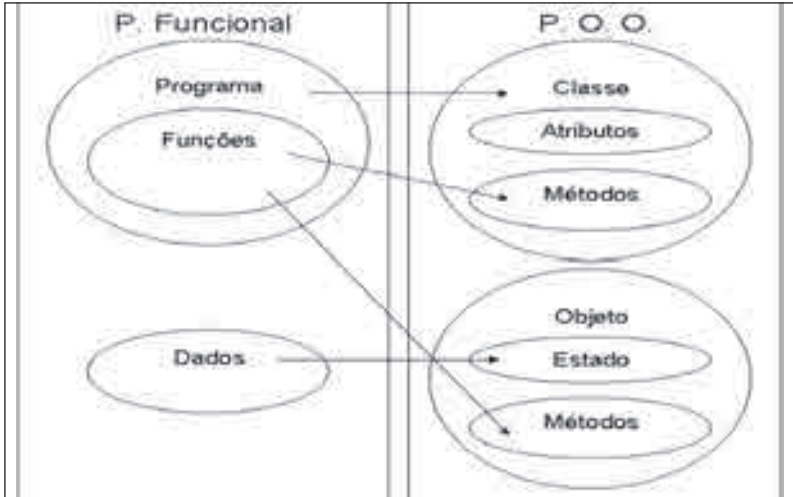 P. Funcional
Programa
Funções
Dados
P. O. O.
Classe
Atributos
Métodos
Objeto
Estado
Métodos